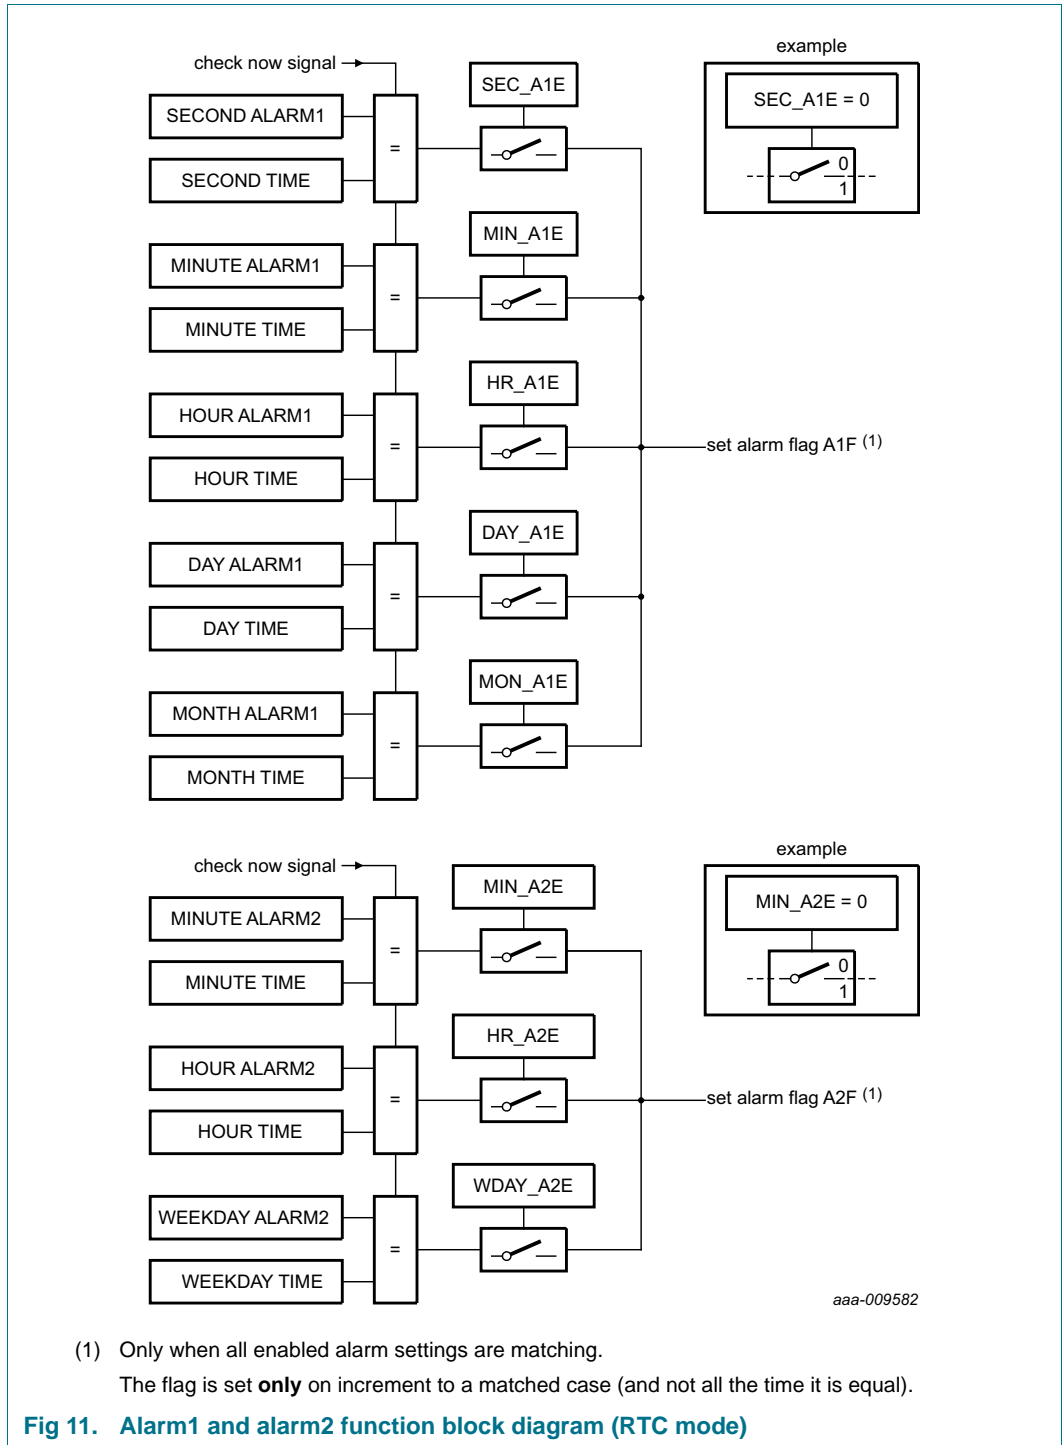 example
check now signal
SEC_A1E
SEC_A1E = 0
SECOND ALARM1
=
0
1
SECOND TIME
MIN_A1E
MINUTE ALARM1
=
MINUTE TIME
HR_A1E
HOUR ALARM1
=
set alarm flag A1F (1)
HOUR TIME
DAY_A1E
DAY ALARM1
=
DAY TIME
MON_A1E
MONTH ALARM1
=
MONTH TIME
example
check now signal
MIN_A2E
MIN_A2E = 0
MINUTE ALARM2
=
0
1
MINUTE TIME
HR_A2E
HOUR ALARM2
=
set alarm flag A2F (1)
HOUR TIME
WDAY_A2E
WEEKDAY ALARM2
=
WEEKDAY TIME
aaa-009582
(1) Only when all enabled alarm settings are matching.
The flag is set only on increment to a matched case (and not all the time it is equal).
Fig 11. Alarm1 and alarm2 function block diagram (RTC mode)